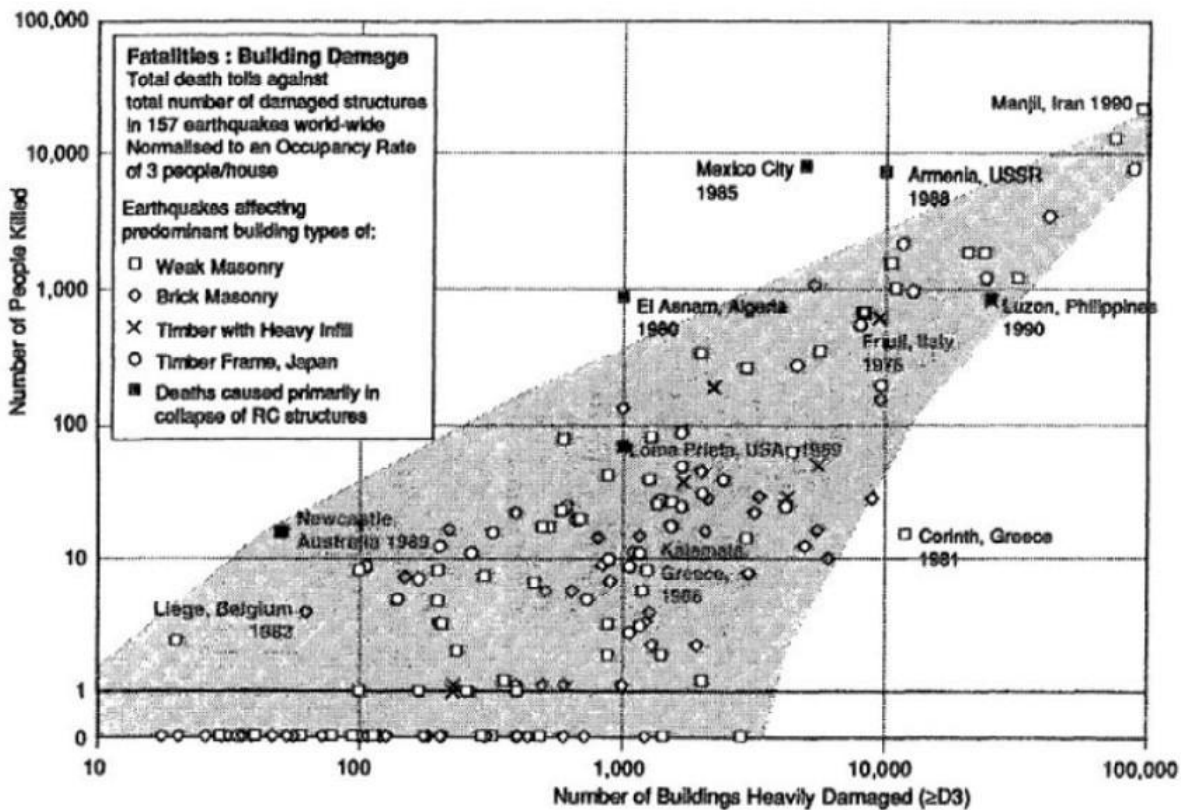 100,000
10,000
1,000
100
10
1
0
Number of People Killed
Fatalities : Building Damage
Total death tolls against
total number of damaged structures
in 157 earthquakes world-wide
Normalised to an Occupancy Rate
of 3 people/house
Earthquakes affecting
predominant building types of:
Weak Masonry
Brick Masonry
Timber with Heavy Infill
Timber Frame, Japan
Deaths caused primarily in
collapse of RC structures
Manjil, Iran 1990
Mexico City
1985
Armenia, USSR
1988
El Asnam, Algeria
1980
Luzon, Philippines
1990
Friuli, Italy
1976
Loma Prieta, USA, 1989
Newcastle,
Australia 1989
Corinth, Greece
1981
Kalamata,
Greece,
1986
Liège, Belgium
1983
10
100
1,000
10,000
100,000
Number of Buildings Heavily Damaged (≥D3)